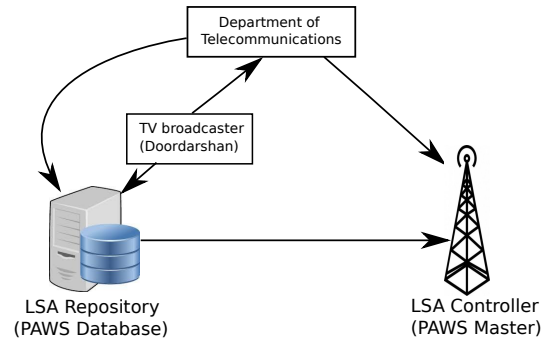 Department of
Telecommunications
TV broadcaster
(Doordarshan)
LSA Repository
(PAWS Database)
LSA Controller
(PAWS Master)